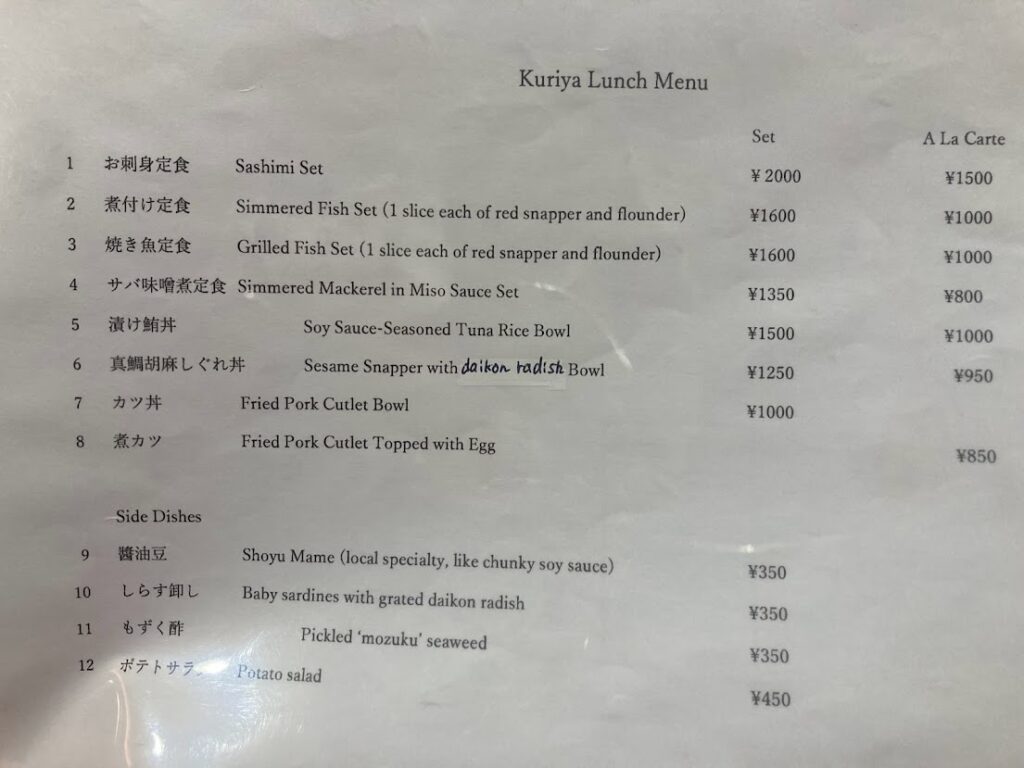 Kuriya Lunch Menu
Set A La Carte
1 お刺身定食 Sashimi Set ¥ 2000 ¥1500
2 煮付け定食 Simmered Fish Set (1 slice each of red snapper and flounder) ¥1600 ¥1000
3 焼き魚定食 Grilled Fish Set (1 slice each of red snapper and flounder) ¥1600 ¥1000
4 サバ味噌煮定食 Simmered Mackerel in Miso Sauce Set ¥1350 ¥800
5 漬け鮪丼 Soy Sauce-Seasoned Tuna Rice Bowl ¥1500 ¥1000
6 真鯛胡麻しぐれ丼 Sesame Snapper with daikon radish Bowl ¥1250 ¥950
7 カツ丼 Fried Pork Cutlet Bowl ¥1000
8 煮カツ Fried Pork Cutlet Topped with Egg ¥850
Side Dishes
9 醬油豆 Shoyu Mame (local specialty, like chunky soy sauce) ¥350
10 しらす卸し Baby sardines with grated daikon radish ¥350
11 もずく酢 Pickled ‘mozuku’ seaweed ¥350
12 Potato salad ¥450